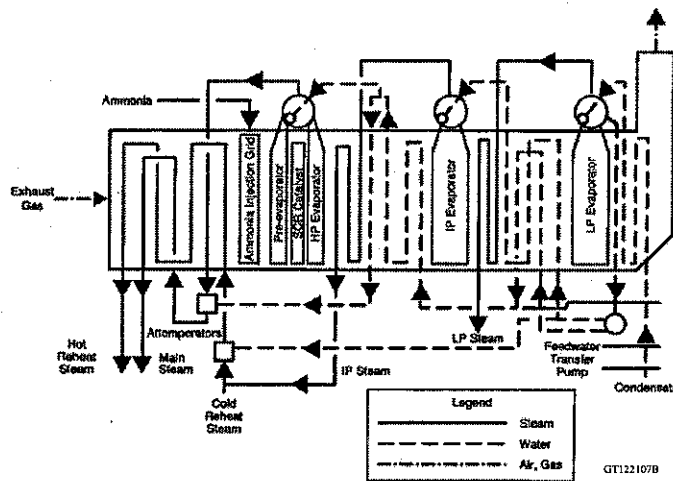 Ammonia
Exhaust
Gas
Ammonia Injection Grid
Pre-evaporator
SCR Catalyst
HP Evaporator
IP Evaporator
LP Evaporator
Attemperators
Hot
Reheat
Steam
Main
Steam
Cold
Reheat
Steam
IP Steam
LP Steam
Feedwater
Transfer
Pump
Condensat
Legend
Steam
Water
Air, Gas
GT122107B